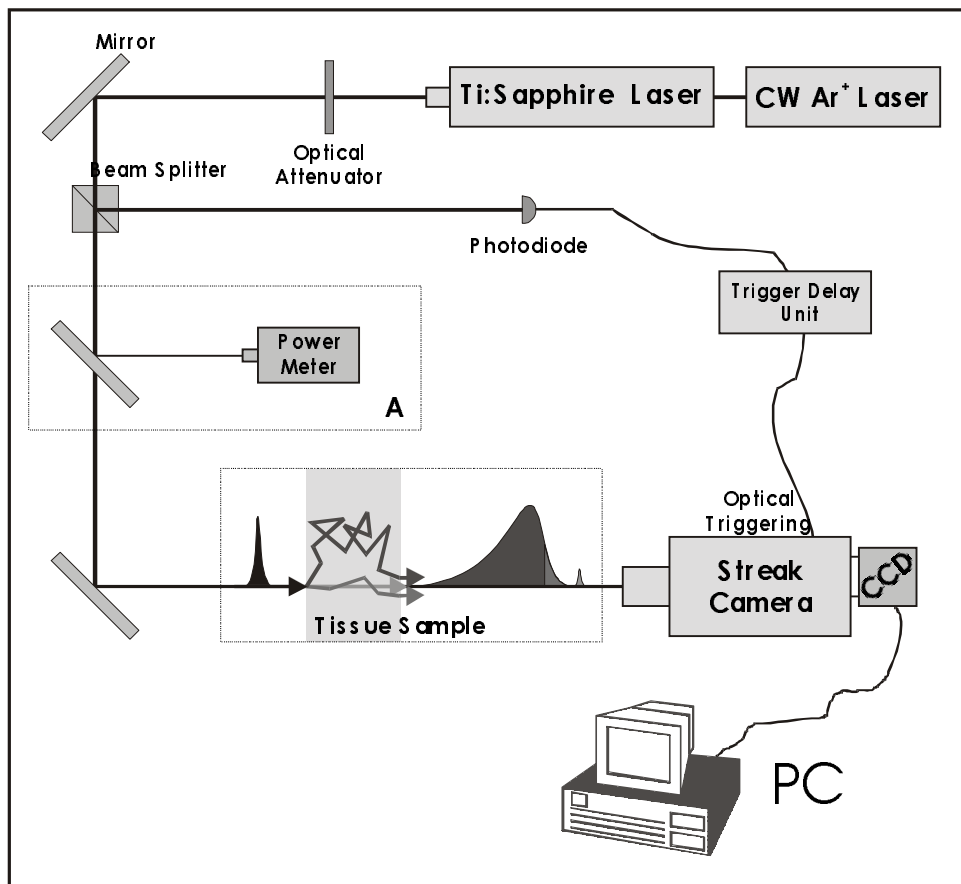 Mirror
Ti:Sapphire Laser
CW Ar+ Laser
Optical
Attenuator
Beam Splitter
Photodiode
Trigger Delay
Unit
Power
Meter
A
Optical
Triggering
Streak
Camera
CCD
Tissue Sample
PC